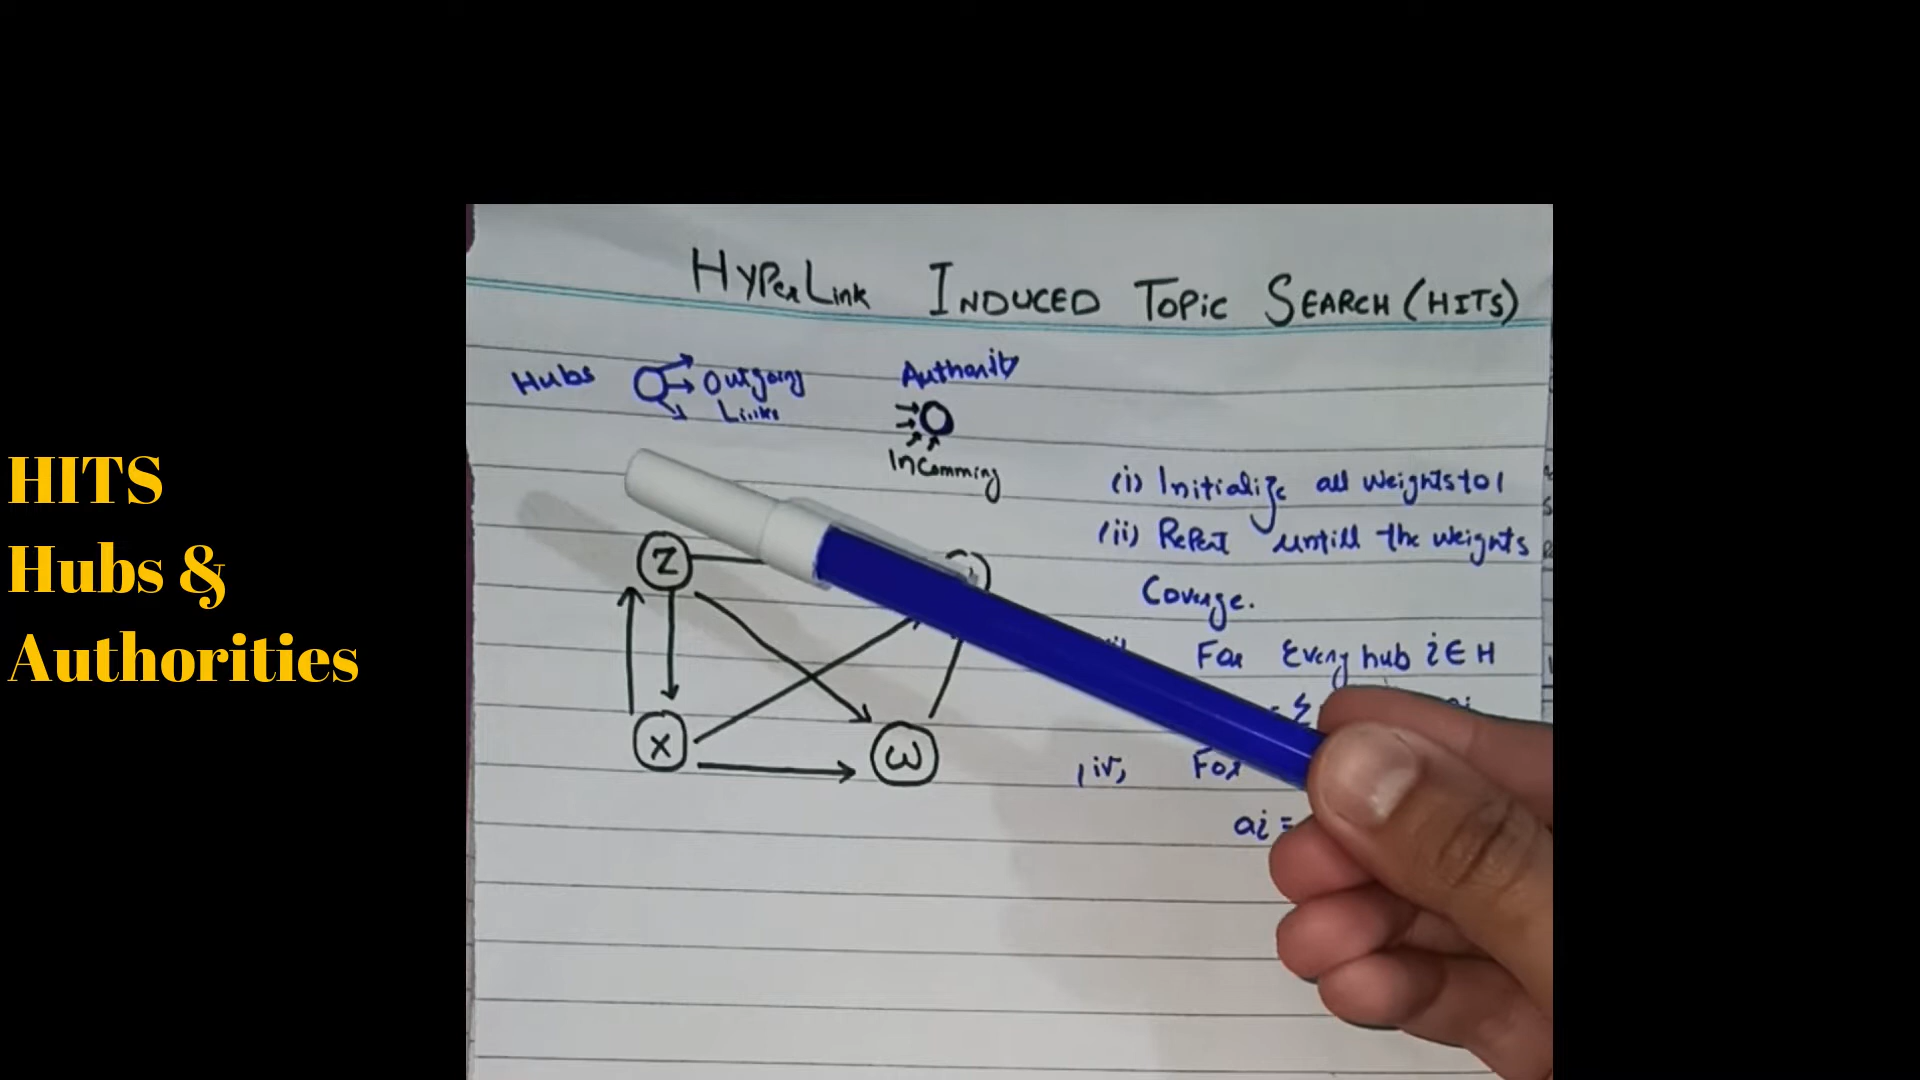 HITS
Hubs &
Authorities
HyPerLink INDUCED TOPic SEARCH (HITS)
Hubs
Outgoing
Links
Authority
Incomming
(i) Initialize all weights to 1
(ii) Repeat untill the weights
Coverge.
For Every hub i ∈ H
Σ
iv, For
ai =
Z
X
W